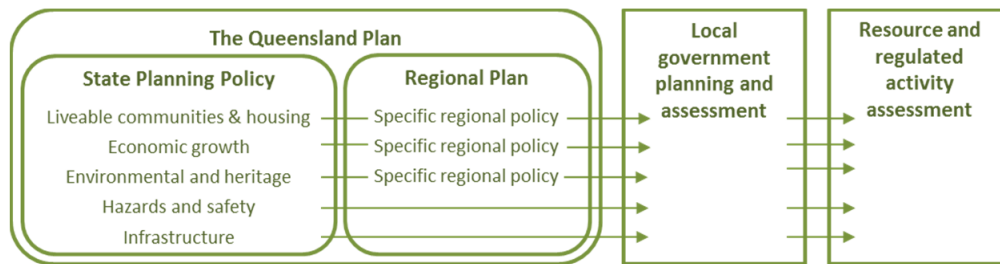 The Queensland Plan
State Planning Policy
Liveable communities & housing
Economic growth
Environmental and heritage
Hazards and safety
Infrastructure
Regional Plan
Specific regional policy
Specific regional policy
Specific regional policy
Local
government
planning and
assessment
Resource and
regulated
activity
assessment